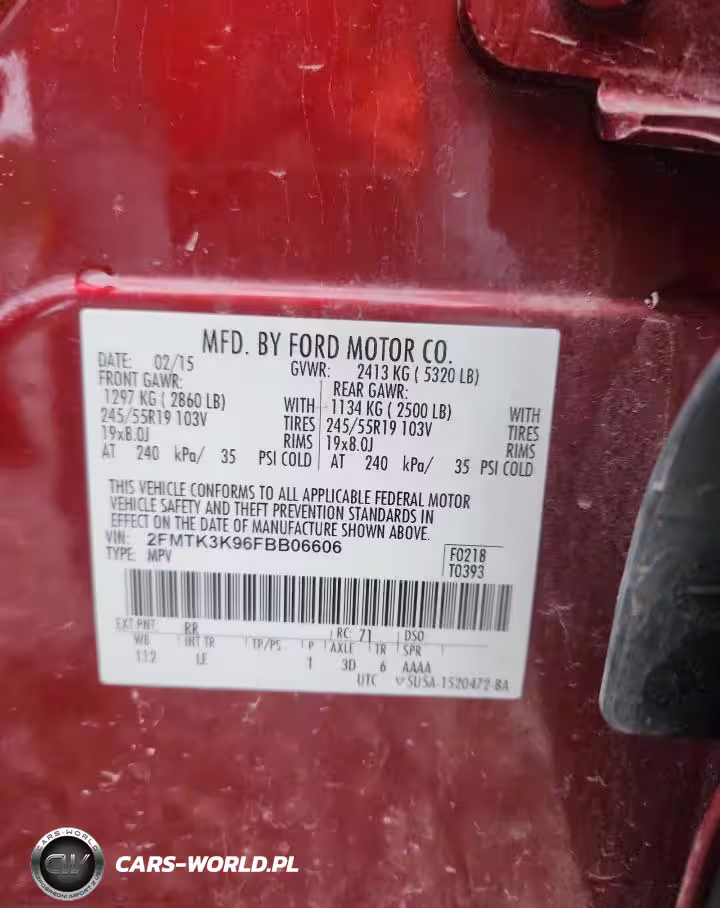 MFD. BY FORD MOTOR CO.
DATE: 02/15 GVWR: 2413 KG ( 5320 LB)
FRONT GAWR: REAR GAWR:
1297 KG ( 2860 LB) WITH 1134 KG ( 2500 LB) WITH
245/55R19 103V TIRES 245/55R19 103V TIRES
19x8.0J RIMS 19x8.0J RIMS
AT 240 kPa/ 35 PSI COLD AT 240 kPa/ 35 PSI COLD
THIS VEHICLE CONFORMS TO ALL APPLICABLE FEDERAL MOTOR
VEHICLE SAFETY AND THEFT PREVENTION STANDARDS IN
EFFECT ON THE DATE OF MANUFACTURE SHOWN ABOVE.
VIN: 2FMTK3K96FBB06606
TYPE: MPV
F0218
T0393
EXT PNT: RR RC: 71 DSO
WB INT TR TP/PS P AXLE TR SPR
112 LE 1 3D 6 AAAA
UTC SUSA-1520472-BA
CARS-WORLD
CW
CARS-WORLD.PL